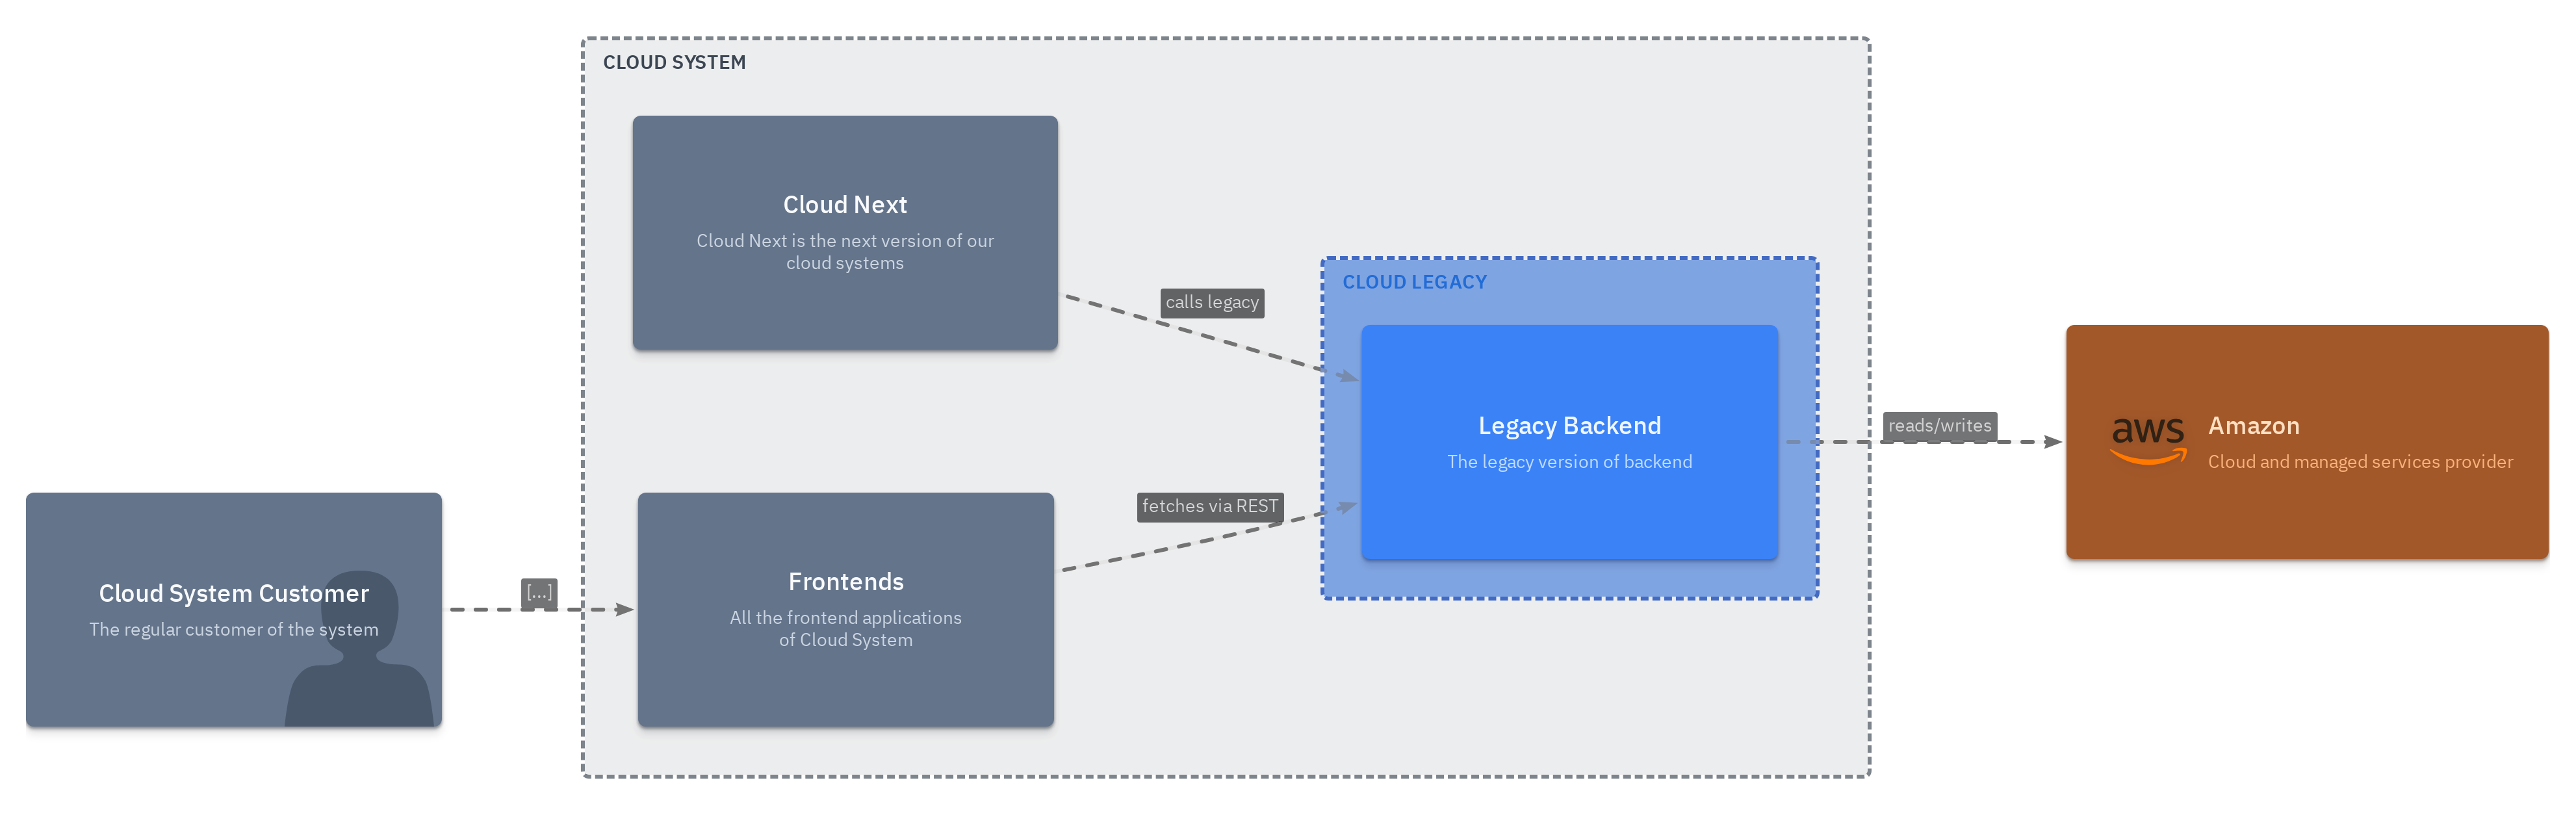 CLOUD SYSTEM
Cloud Next
Cloud Next is the next version of our
cloud systems
calls legacy
CLOUD LEGACY
Legacy Backend
The legacy version of backend
reads/writes
aws
Amazon
Cloud and managed services provider
fetches via REST
Cloud System Customer
The regular customer of the system
[...]
Frontends
All the frontend applications
of Cloud System